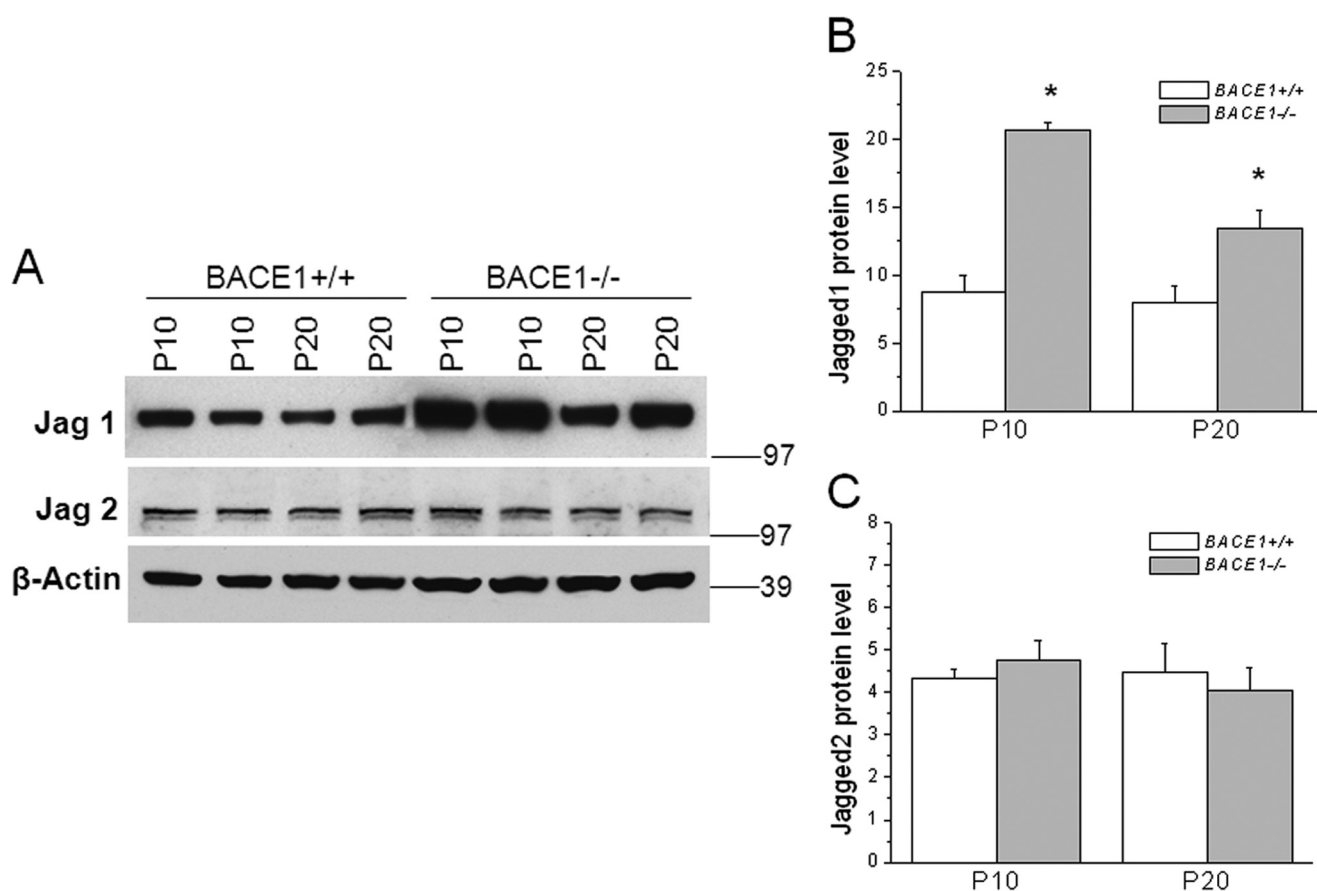 A
BACE1+/+ BACE1-/-
P10 P10 P20 P20 P10 P10 P20 P20
Jag 1
97
Jag 2
97
β-Actin
39
B
25
20
15
10
5
0
Jagged1 protein level
BACE1+/+
BACE1-/-
*
*
P10 P20
C
8
7
6
5
4
3
2
1
0
Jagged2 protein level
BACE1+/+
BACE1-/-
P10 P20